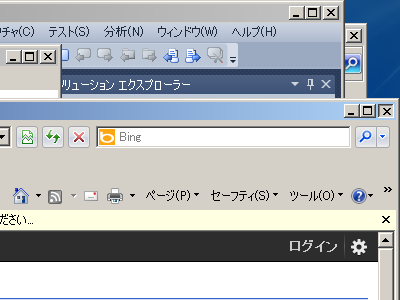 クチャ(C) テスト(S) 分析(N) ウィンドウ(W) ヘルプ(H)
リューション エクスプローラー
Bing
ページ(P) セーフティ(S) ツール(O)
ださい...
ログイン